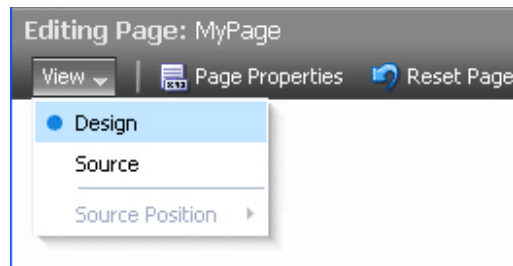 Editing Page: MyPage
View Page Properties Reset Page
Design
Source
Source Position